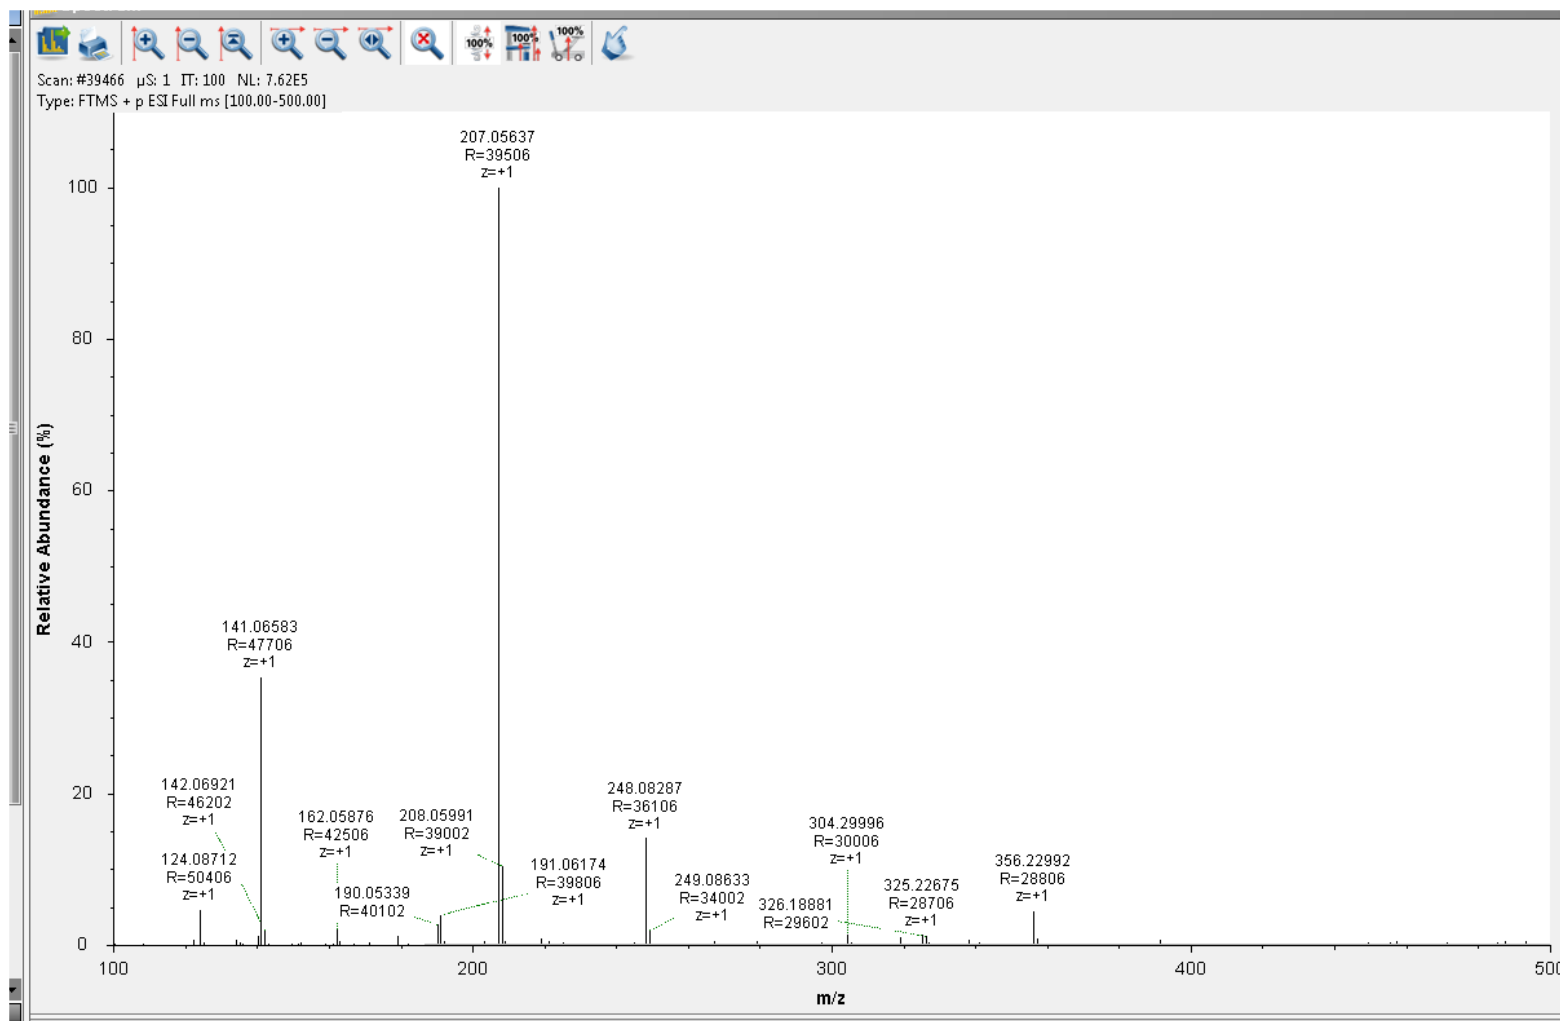 100%
100%
100%
Scan: #39466 µS: 1 IT: 100 NL: 7.62E5
Type: FTMS + p ESI Full ms [100.00-500.00]
207.05637
R=39506
z=+1
100
80
60
141.06583
R=47706
z=+1
40
142.06921
R=46202
z=+1
20
124.08712
R=50406
z=+1
162.05876
R=42506
z=+1
190.05339
R=40102
208.05991
R=39002
z=+1
191.06174
R=39806
z=+1
248.08287
R=36106
z=+1
249.08633
R=34002
z=+1
304.29996
R=30006
z=+1
326.18881
R=29602
325.22675
R=28706
z=+1
356.22992
R=28806
z=+1
0
Relative Abundance (%)
100
200
300
400
500
m/z